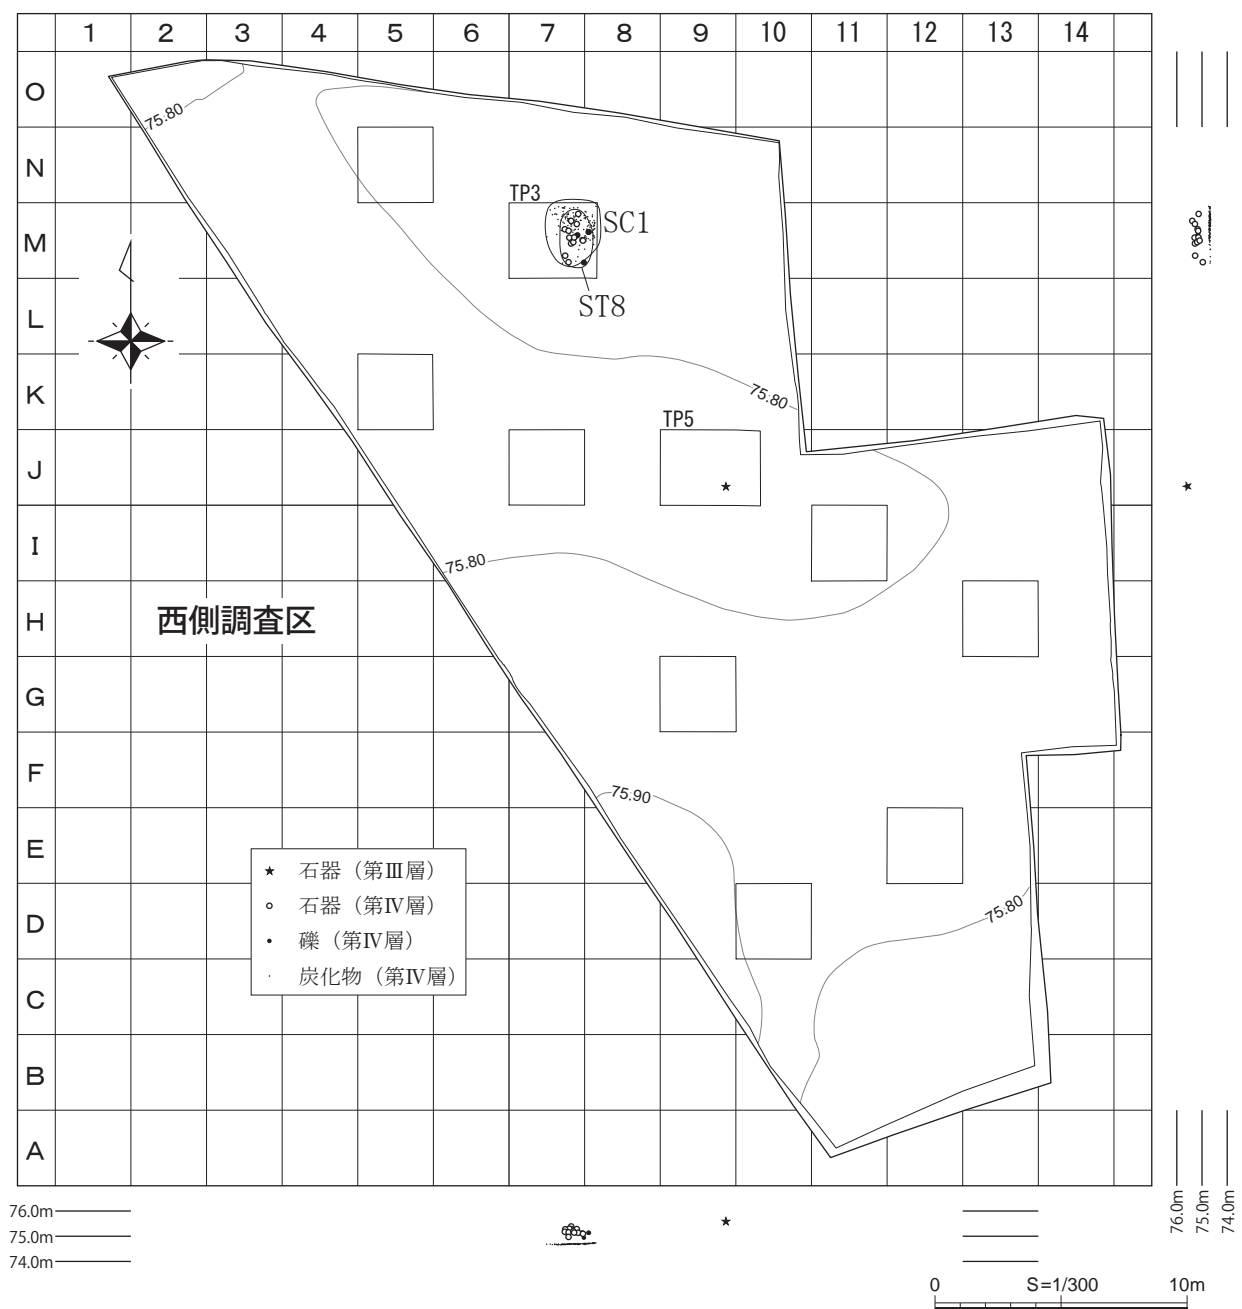 1 2 3 4 5 6 7 8 9 10 11 12 13 14
O
75.80
N
TP3
M
SC1
ST8
L
K
75.80
TP5
J
I
75.80
H
西側調査区
G
F
75.90
E
★ 石器（第Ⅲ層）
○ 石器（第Ⅳ層）
D
75.80
• 礫（第Ⅳ層）
· 炭化物（第Ⅳ層）
C
B
A
76.0m
75.0m
74.0m
76.0m
75.0m
74.0m
0 S=1/300 10m